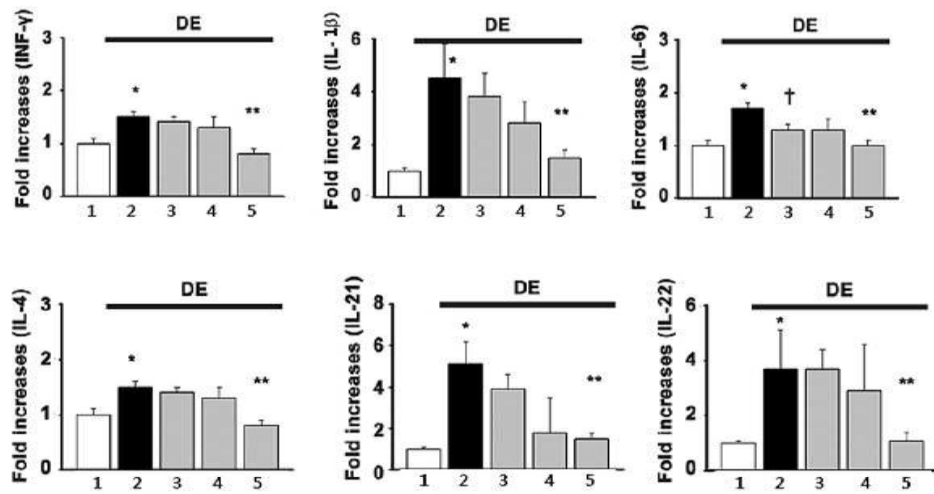 DE
Fold increases (INF-γ)
3
2
1
0
*
**
1 2 3 4 5
DE
Fold increases (IL- 1β)
6
4
2
0
*
**
1 2 3 4 5
DE
Fold increases (IL-6)
3
2
1
0
*
†
**
1 2 3 4 5
DE
Fold increases (IL-4)
3
2
1
0
*
**
1 2 3 4 5
DE
Fold increases (IL-21)
8
6
4
2
0
*
**
1 2 3 4 5
DE
Fold increases (IL-22)
6
4
2
0
*
**
1 2 3 4 5